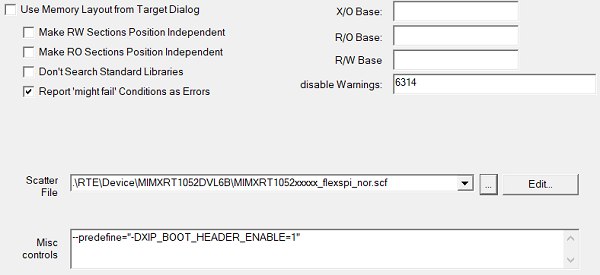 Use Memory Layout from Target Dialog
Make RW Sections Position Independent
Make RO Sections Position Independent
Don't Search Standard Libraries
Report 'might fail' Conditions as Errors
X/O Base:
R/O Base:
R/W Base
disable Warnings: 6314
Scatter
File
.\RTE\Device\MIMXRT1052DVL6B\MIMXRT1052xxxxx_flexspi_nor.scf
...
Edit...
Misc
controls
--predefine="-DXIP_BOOT_HEADER_ENABLE=1"